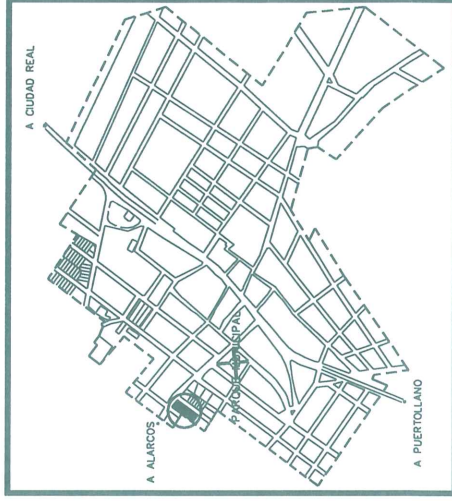 A CIUDAD REAL
A ALARCOS
PARQUE MUNICIPAL
A PUERTOLLANO